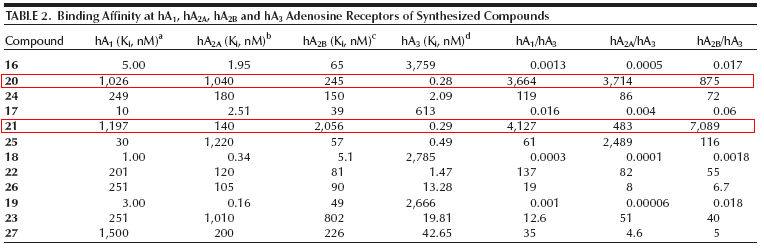 TABLE 2. Binding Affinity at hA₁, hA₂A, hA₂B and hA₃ Adenosine Receptors of Synthesized Compounds
Compound hA₁ (Kᵢ, nM)ᵃ hA₂A (Kᵢ, nM)ᵇ hA₂B (Kᵢ, nM)ᶜ hA₃ (Kᵢ, nM)ᵈ hA₁/hA₃ hA₂A/hA₃ hA₂B/hA₃
16 5.00 1.95 65 3,759 0.0013 0.0005 0.017
20 1,026 1,040 245 0.28 3,664 3,714 875
24 249 180 150 2.09 119 86 72
17 10 2.51 39 613 0.016 0.004 0.06
21 1,197 140 2,056 0.29 4,127 483 7,089
25 30 1,220 57 0.49 61 2,489 116
18 1.00 0.34 5.1 2,785 0.0003 0.0001 0.0018
22 201 120 81 1.47 137 82 55
26 251 105 90 13.28 19 8 6.7
19 3.00 0.16 49 2,666 0.001 0.00006 0.018
23 251 1,010 802 19.81 12.6 51 40
27 1,500 200 226 42.65 35 4.6 5